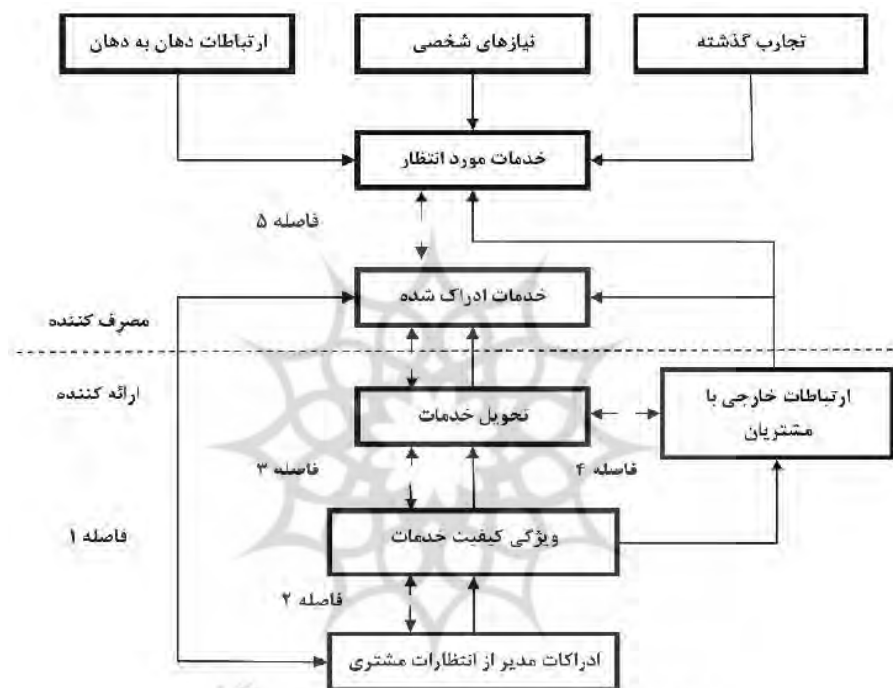 تجارب گذشته
نیازهای شخصی
ارتباطات دهان به دهان
خدمات مورد انتظار
فاصله ۵
خدمات ادراک شده
مصرف کننده
ارائه کننده
تحویل خدمات
ارتباطات خارجی با
مشتریان
فاصله ۳
فاصله ۴
ویژگی کیفیت خدمات
فاصله ۱
فاصله ۲
ادراکات مدیر از انتظارات مشتری